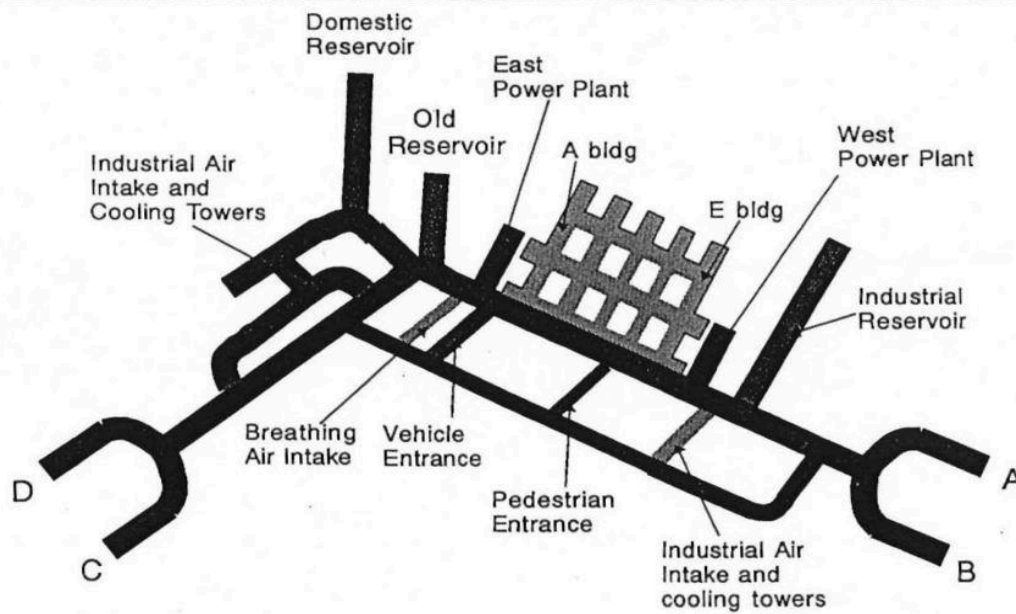 Domestic
Reservoir
East
Power Plant
Old
Reservoir
A bldg
West
Power Plant
Industrial Air
Intake and
Cooling Towers
E bldg
Industrial
Reservoir
Breathing
Air Intake
Vehicle
Entrance
Pedestrian
Entrance
Industrial Air
Intake and
cooling towers
A
B
C
D